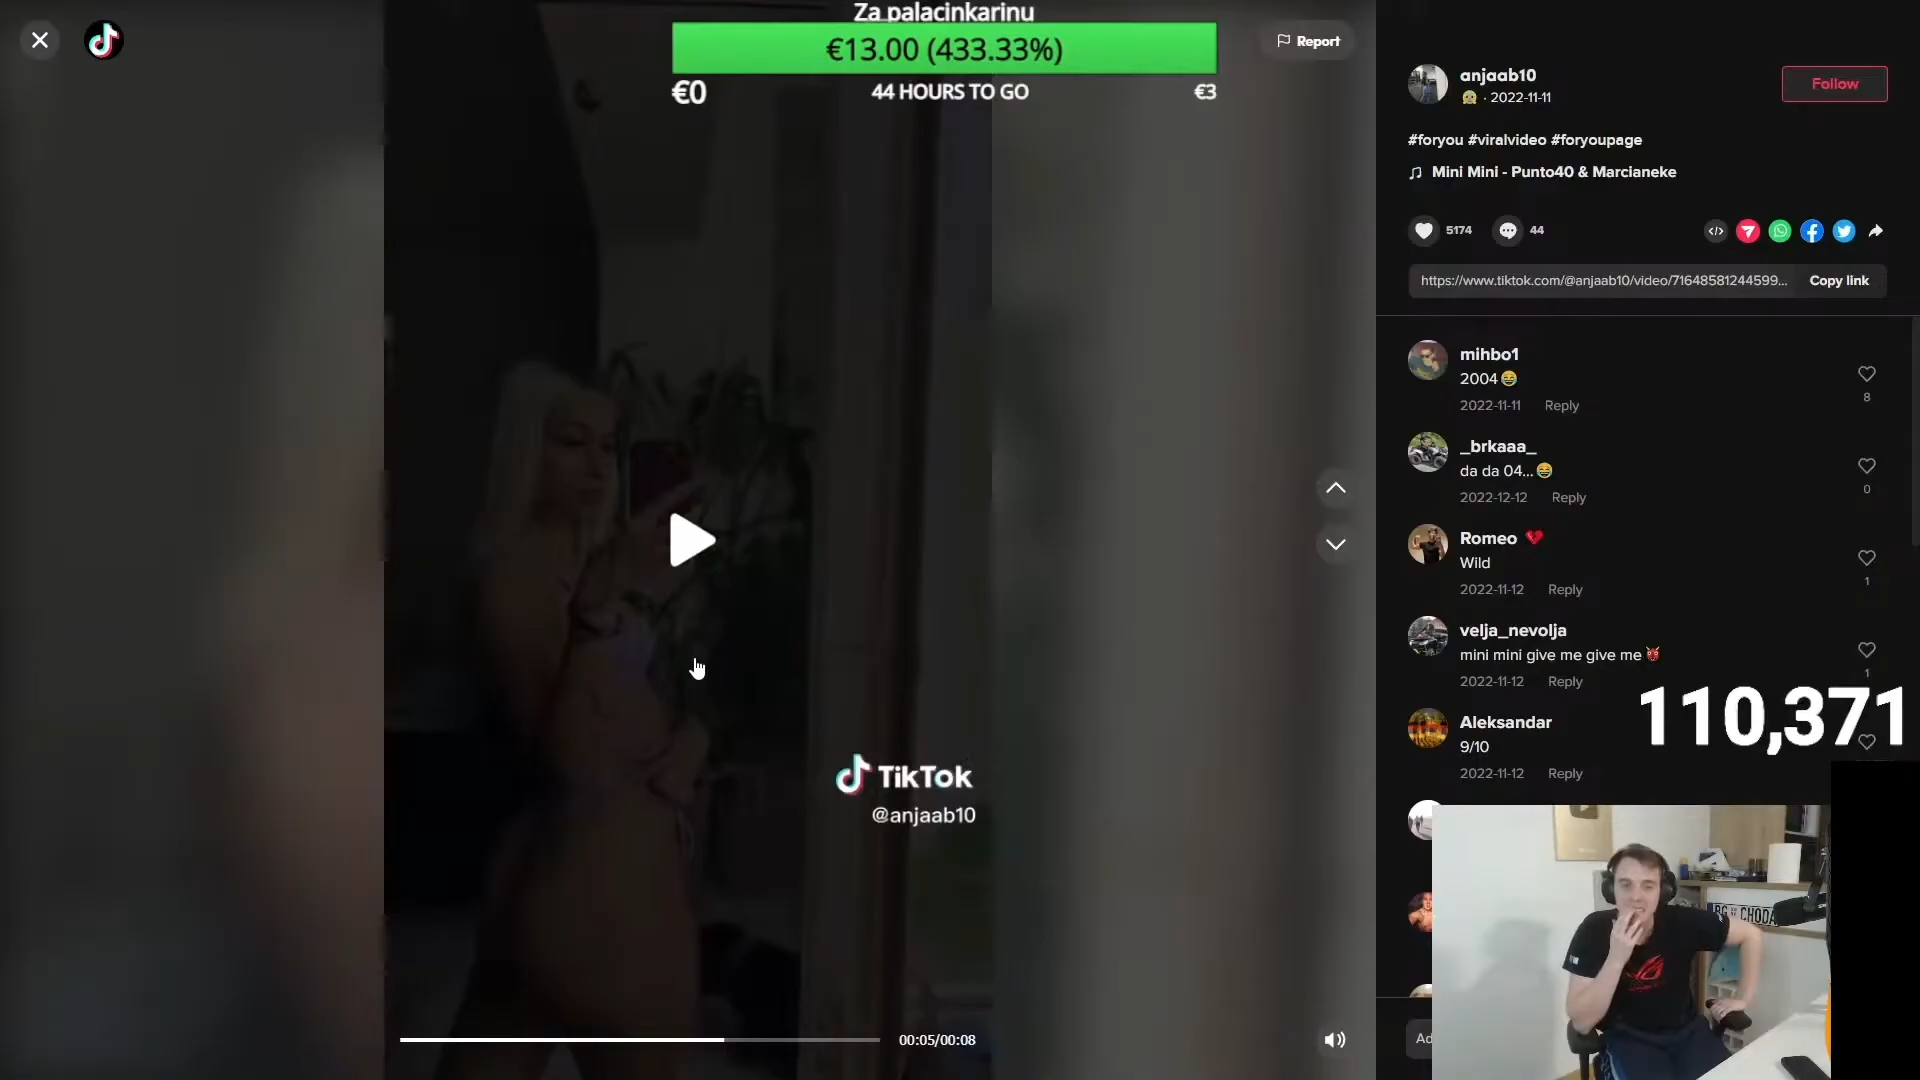 Za palacinkarinu
€13.00 (433.33%)
€0
44 HOURS TO GO
€3
Report
TikTok
@anjaab10
00:05/00:08
anjaab10
· 2022-11-11
Follow
#foryou #viralvideo #foryoupage
Mini Mini - Punto40 & Marcianeke
5174
44
https://www.tiktok.com/@anjaab10/video/71648581244599...
Copy link
mihbo1
2004😂
2022-11-11 Reply
8
_brkaaa_
da da 04...😂
2022-12-12 Reply
0
Romeo 💔
Wild
2022-11-12 Reply
1
velja_nevolja
mini mini give me give me 👹
2022-11-12 Reply
1
110,371
Aleksandar
9/10
2022-11-12 Reply
BG CHODA
Ad